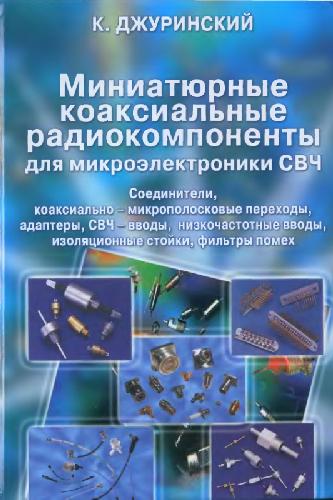 К. ДЖУРИНСКИЙ
Миниатюрные
коаксиальные
радиокомпоненты
для микроэлектроники СВЧ
Соединители,
коаксиально – микрополосковые переходы,
адаптеры, СВЧ – вводы, низкочастотные вводы,
изоляционные стойки, фильтры помех